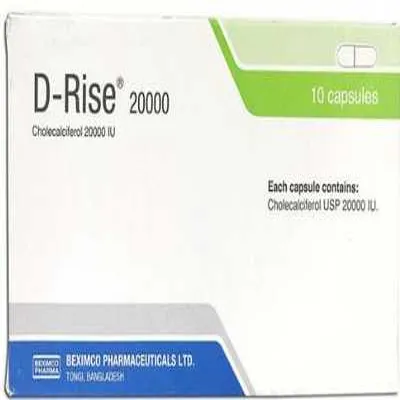 D-Rise® 20000
Cholecalciferol 20000 IU
10 capsules
Each capsule contains:
Cholecalciferol USP 20000 IU.
BEXIMCO
PHARMA
BEXIMCO PHARMACEUTICALS LTD.
TONGI, BANGLADESH